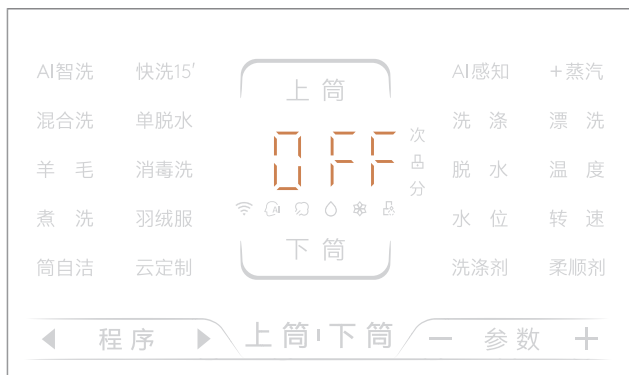 AI智洗 快洗15′ 上筒 AI感知 +蒸汽
混合洗 单脱水 次 洗涤 漂洗
羊毛 消毒洗 0FF 脱水 温度
煮洗 羽绒服 分 水位 转速
AI
筒自洁 云定制 下筒 洗涤剂 柔顺剂
◀ 程序 ▶ 上筒 下筒 － 参数 ＋